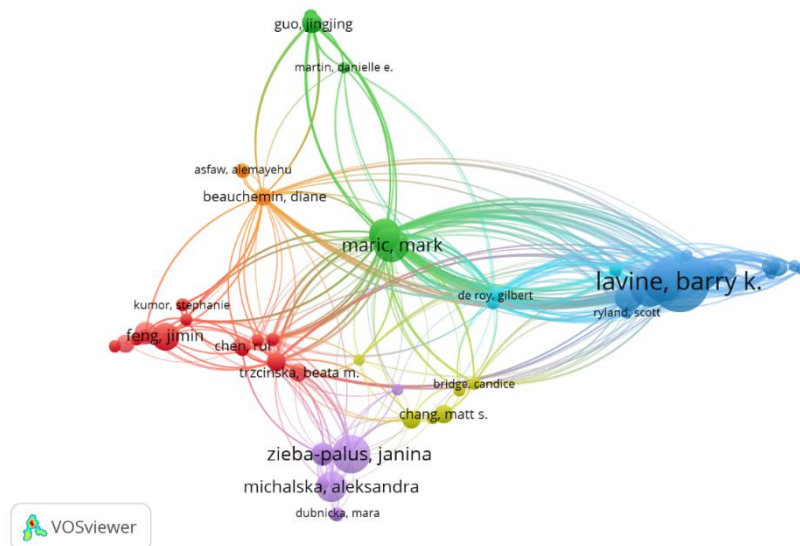 guo, jingjing
martin, danielle e.
asfaw, alemayehu
beauchemin, diane
maric, mark
lavine, barry k.
de roy, gilbert
kumor, stephanie
ryland, scott
feng, jimin
chen, rui
trzcinska, beata m.
bridge, candice
chang, matt s.
zieba-palus, janina
michalska, aleksandra
dubnicka, mara
VOSviewer